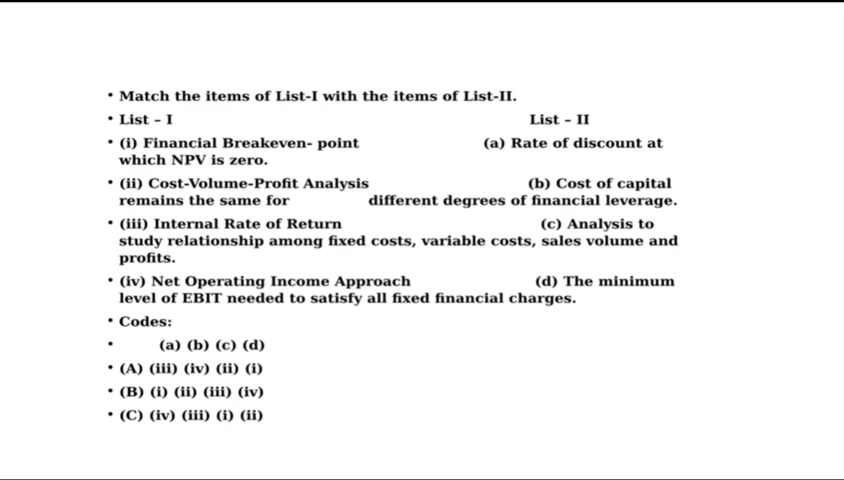 • Match the items of List-I with the items of List-II.
• List – I List – II
• (i) Financial Breakeven- point (a) Rate of discount at
which NPV is zero.
• (ii) Cost-Volume-Profit Analysis (b) Cost of capital
remains the same for different degrees of financial leverage.
• (iii) Internal Rate of Return (c) Analysis to
study relationship among fixed costs, variable costs, sales volume and
profits.
• (iv) Net Operating Income Approach (d) The minimum
level of EBIT needed to satisfy all fixed financial charges.
• Codes:
• (a) (b) (c) (d)
• (A) (iii) (iv) (ii) (i)
• (B) (i) (ii) (iii) (iv)
• (C) (iv) (iii) (i) (ii)